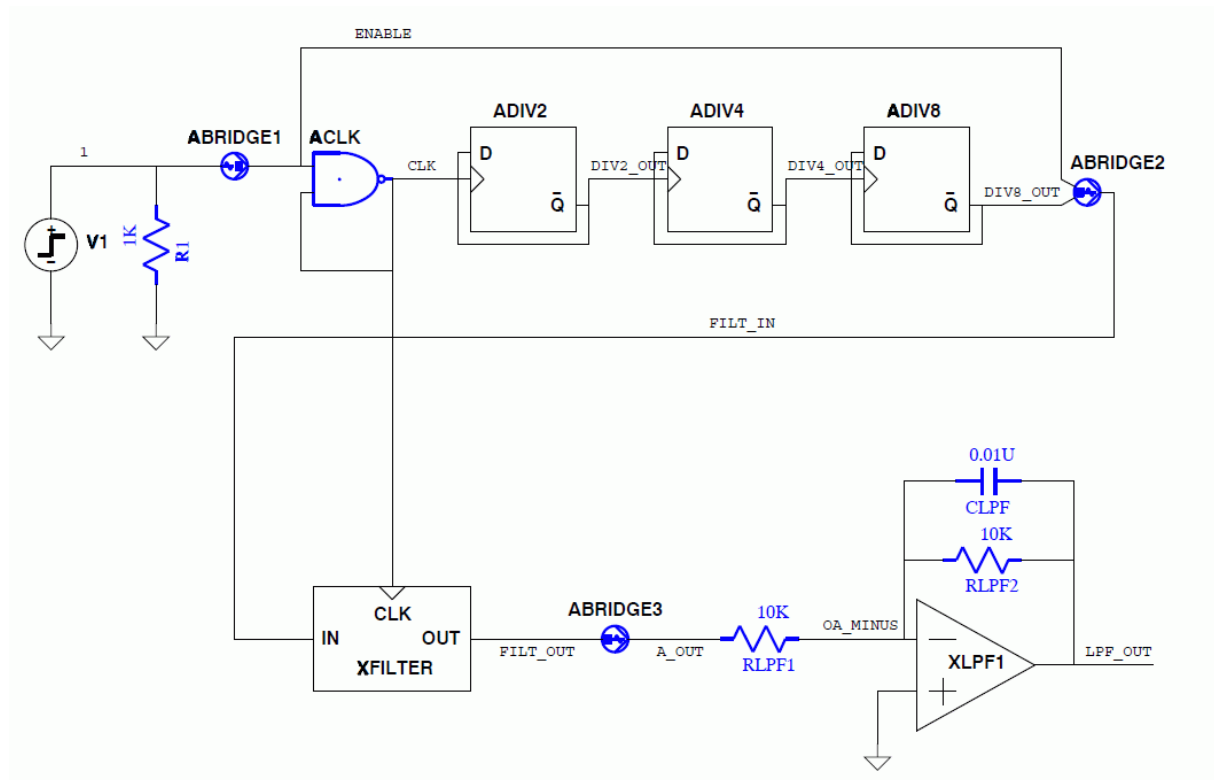 ENABLE
ADIV2
ADIV4
ADIV8
ABRIDGE1
ACLK
1
CLK
D
DIV2_OUT
D
DIV4_OUT
D
ABRIDGE2
DIV8_OUT
Q
Q
Q
+
−
V1
1K
R1
FILT_IN
0.01U
CLPF
10K
RLPF2
CLK
IN
OUT
XFILTER
FILT_OUT
ABRIDGE3
A_OUT
10K
RLPF1
OA_MINUS
−
+
XLPF1
LPF_OUT